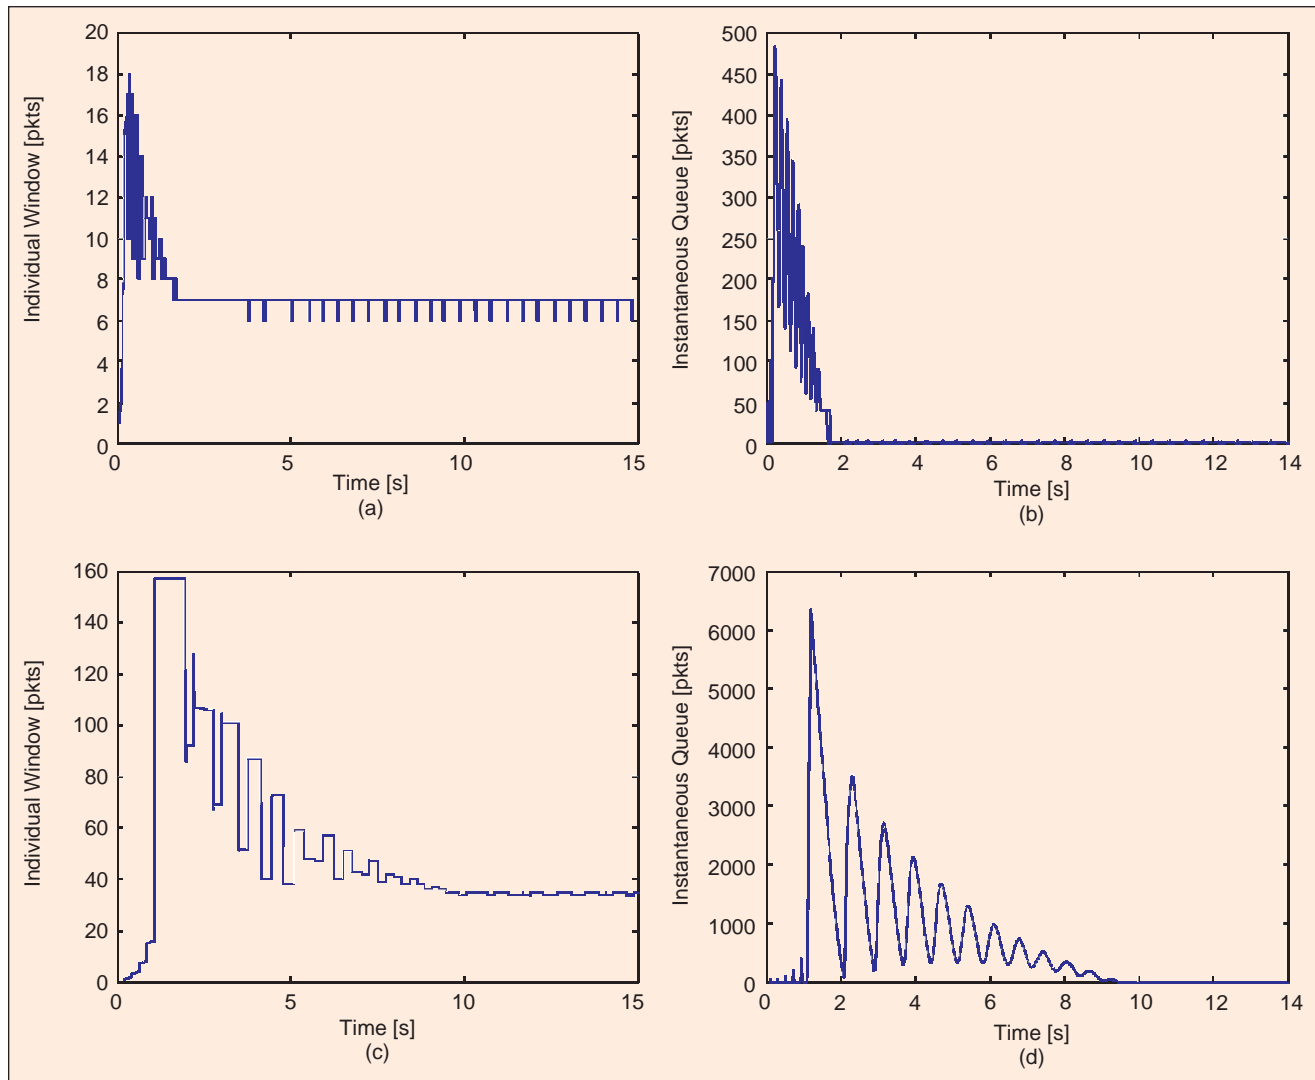 Individual Window [pkts]
20
18
16
14
12
10
8
6
4
2
0
0 5 10 15
Time [s]
(a)
Instantaneous Queue [pkts]
500
450
400
350
300
250
200
150
100
50
0
0 2 4 6 8 10 12 14
Time [s]
(b)
Individual Window [pkts]
160
140
120
100
80
60
40
20
0
0 5 10 15
Time [s]
(c)
Instantaneous Queue [pkts]
7000
6000
5000
4000
3000
2000
1000
0
0 2 4 6 8 10 12 14
Time [s]
(d)